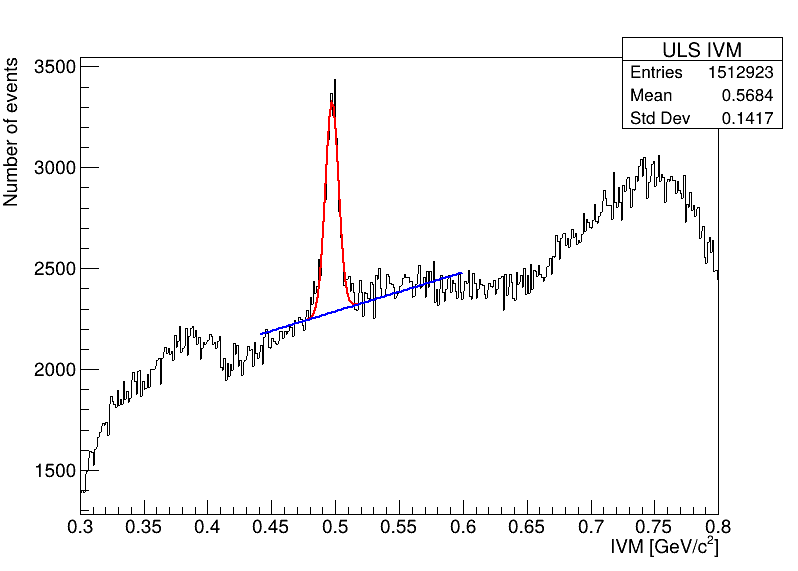 ULS IVM
Entries 1512923
Mean 0.5684
Std Dev 0.1417
Number of events
3500
3000
2500
2000
1500
0.3 0.35 0.4 0.45 0.5 0.55 0.6 0.65 0.7 0.75 0.8
IVM [GeV/c²]